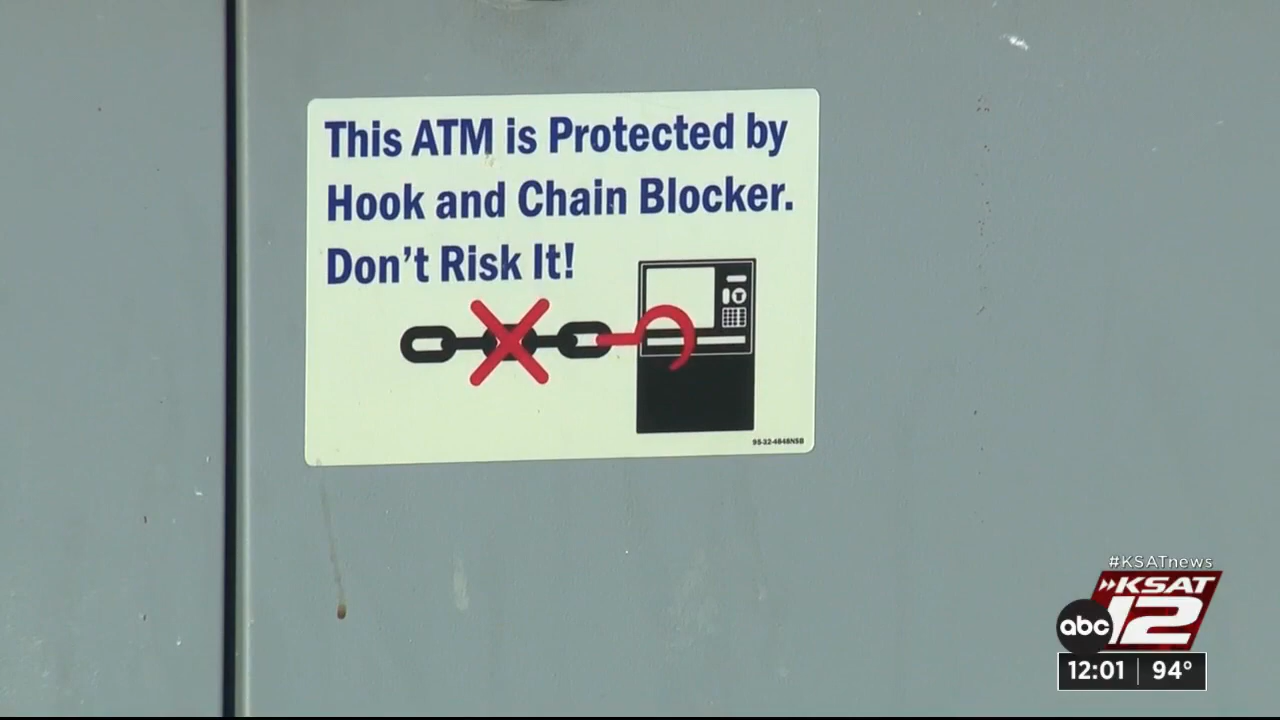 This ATM is Protected by
Hook and Chain Blocker.
Don't Risk It!
95-32-4848NSB
#KSATnews
KSAT
abc 12
12:01 94°